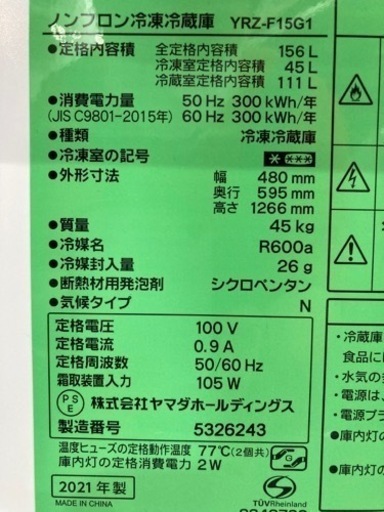 ノンフロン冷凍冷蔵庫 YRZ-F15G1
●定格内容積 全定格内容積 156 L
冷凍室定格内容積 45 L
冷蔵室定格内容積 111 L
●消費電力量 50 Hz 300 kWh/年
(JIS C9801-2015年) 60 Hz 300 kWh/年
●種類 冷凍冷蔵庫
●冷凍室の記号
●外形寸法 幅 480 mm
奥行 595 mm
高さ 1266 mm
●質量 45 kg
●冷媒名 R600a
●冷媒封入量 26 g
●断熱材用発泡剤 シクロペンタン
●気候タイプ N
定格電圧 100 V
定格電流 0.9 A
定格周波数 50/60 Hz
霜取装置入力 105 W
PSE 株式会社ヤマダホールディングス
製造番号 5326243
温度ヒューズの定格動作温度 77℃(2個共)
庫内灯の定格消費電力 2 W
2021 年製
MADE IN CHINA
TÜVRheinland
・冷蔵庫
食品に
・水気の
・電源は、
・電源プラ
・庫内灯